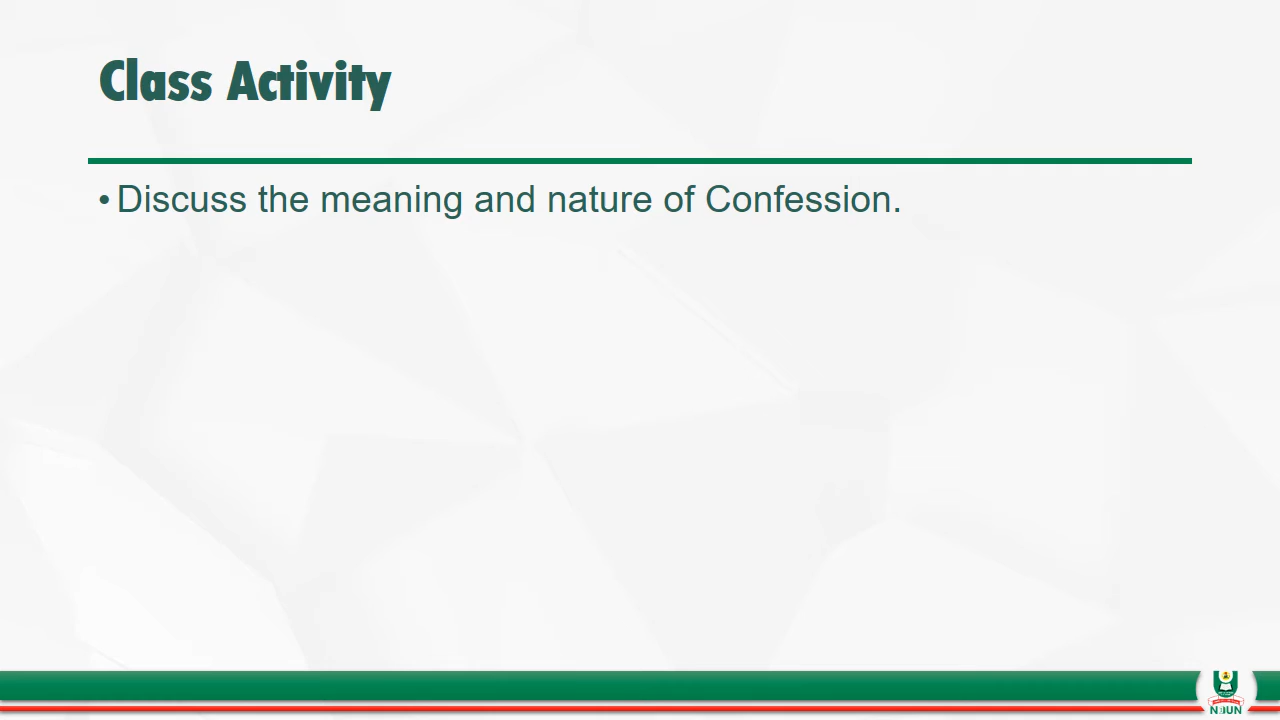 Class Activity
• Discuss the meaning and nature of Confession.
NOUN